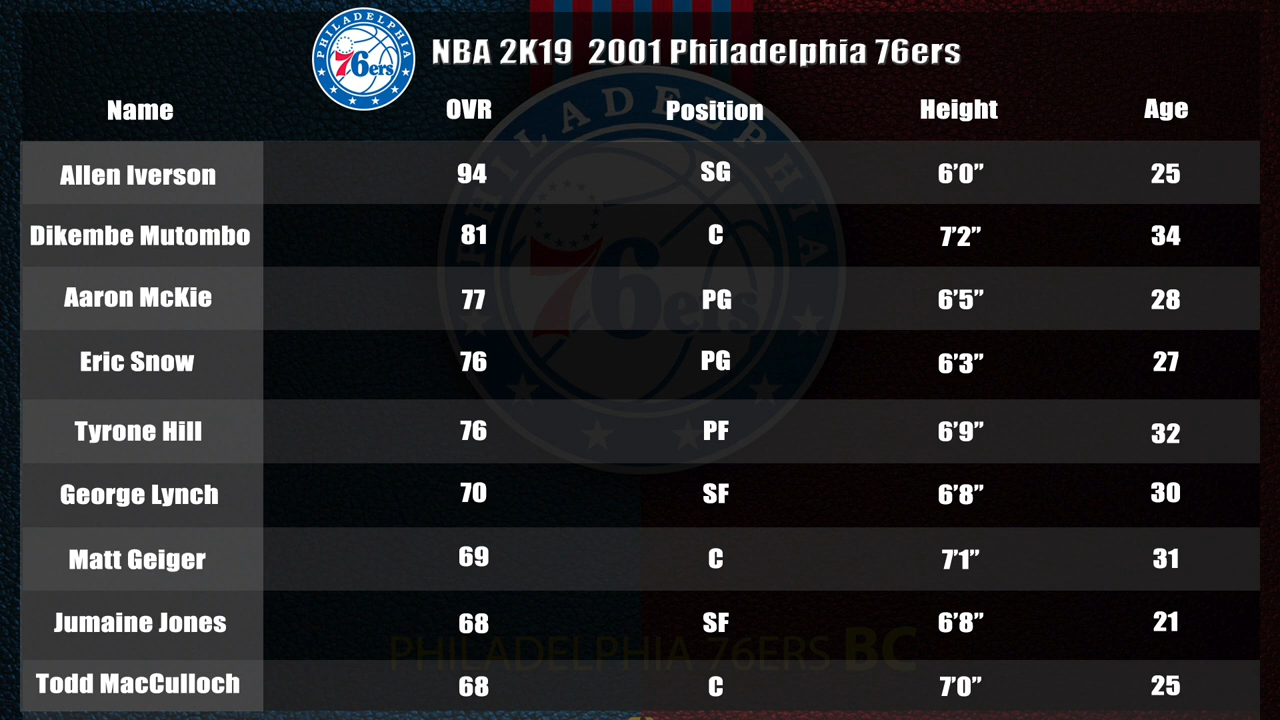 PHILADELPHIA
76ers
NBA 2K19 2001 Philadelphia 76ers
Name OVR Position Height Age
PHILADELPHIA
76ers
Allen Iverson 94 SG 6’0” 25
Dikembe Mutombo 81 C 7’2” 34
Aaron McKie 77 PG 6’5” 28
Eric Snow 76 PG 6’3” 27
Tyrone Hill 76 PF 6’9” 32
George Lynch 70 SF 6’8” 30
Matt Geiger 69 C 7’1” 31
Jumaine Jones 68 SF 6’8” 21
PHILADELPHIA 76ERS BC
Todd MacCulloch 68 C 7’0” 25